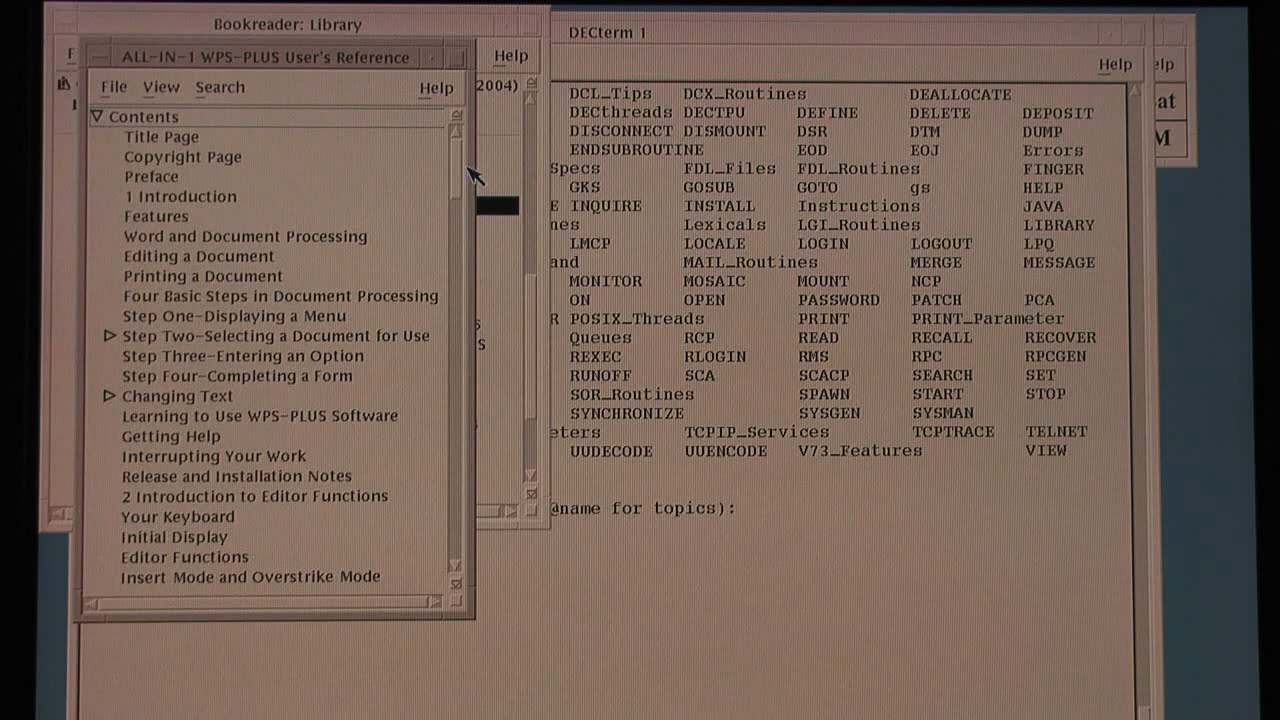 Bookreader: Library
DECterm 1
F
ALL-IN-1 WPS-PLUS User's Reference
Help
Help
elp
File View Search Help
2004)
at
M
Contents
Title Page
Copyright Page
Preface
1 Introduction
Features
Word and Document Processing
Editing a Document
Printing a Document
Four Basic Steps in Document Processing
Step One-Displaying a Menu
Step Two-Selecting a Document for Use
Step Three-Entering an Option
Step Four-Completing a Form
Changing Text
Learning to Use WPS-PLUS Software
Getting Help
Interrupting Your Work
Release and Installation Notes
2 Introduction to Editor Functions
Your Keyboard
Initial Display
Editor Functions
Insert Mode and Overstrike Mode
S
S
DCL_Tips DCX_Routines DEALLOCATE
DECthreads DECTPU DEFINE DELETE DEPOSIT
DISCONNECT DISMOUNT DSR DTM DUMP
ENDSUBROUTINE EOD EOJ Errors
Specs FDL_Files FDL_Routines FINGER
GKS GOSUB GOTO gs HELP
E INQUIRE INSTALL Instructions JAVA
nes Lexicals LGI_Routines LIBRARY
LMCP LOCALE LOGIN LOGOUT LPQ
and MAIL_Routines MERGE MESSAGE
MONITOR MOSAIC MOUNT NCP
ON OPEN PASSWORD PATCH PCA
R POSIX_Threads PRINT PRINT_Parameter
Queues RCP READ RECALL RECOVER
REXEC RLOGIN RMS RPC RPCGEN
RUNOFF SCA SCACP SEARCH SET
SOR_Routines SPAWN START STOP
SYNCHRONIZE SYSGEN SYSMAN
eters TCPIP_Services TCPTRACE TELNET
UUDECODE UUENCODE V73_Features VIEW
@name for topics):